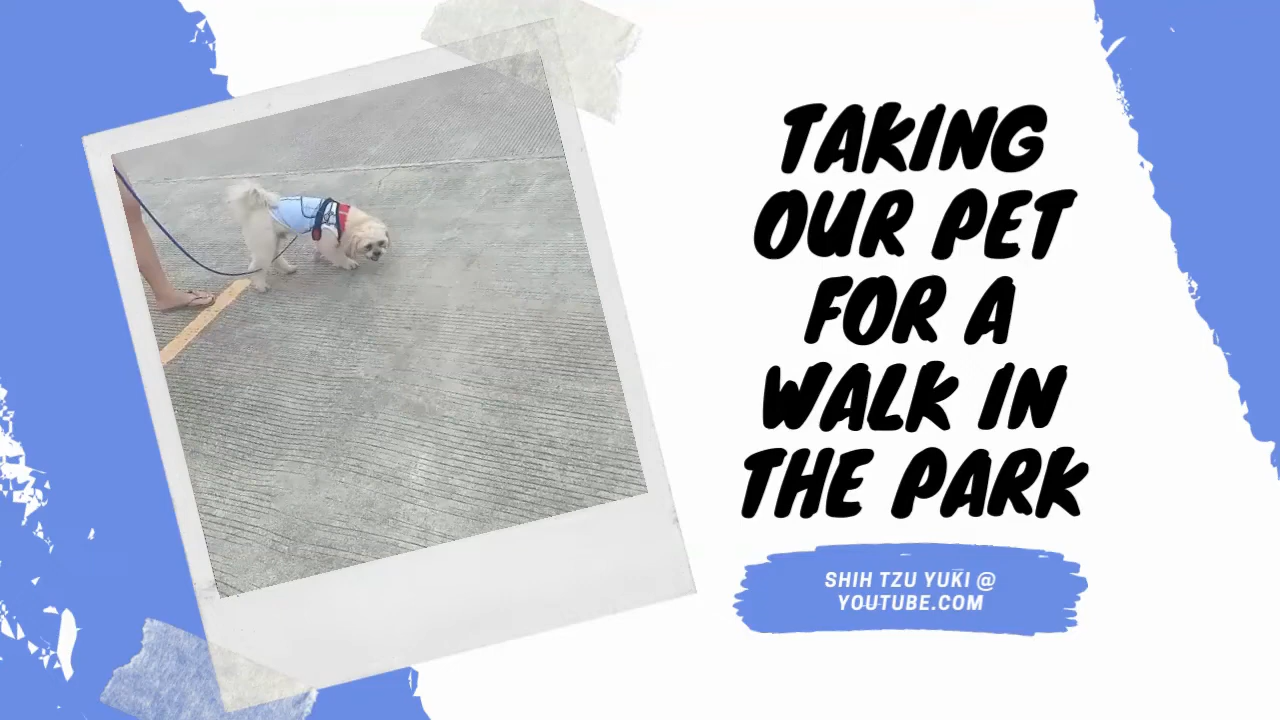 TAKING
OUR PET
FOR A
WALK IN
THE PARK
SHIH TZU YUKI @
YOUTUBE.COM